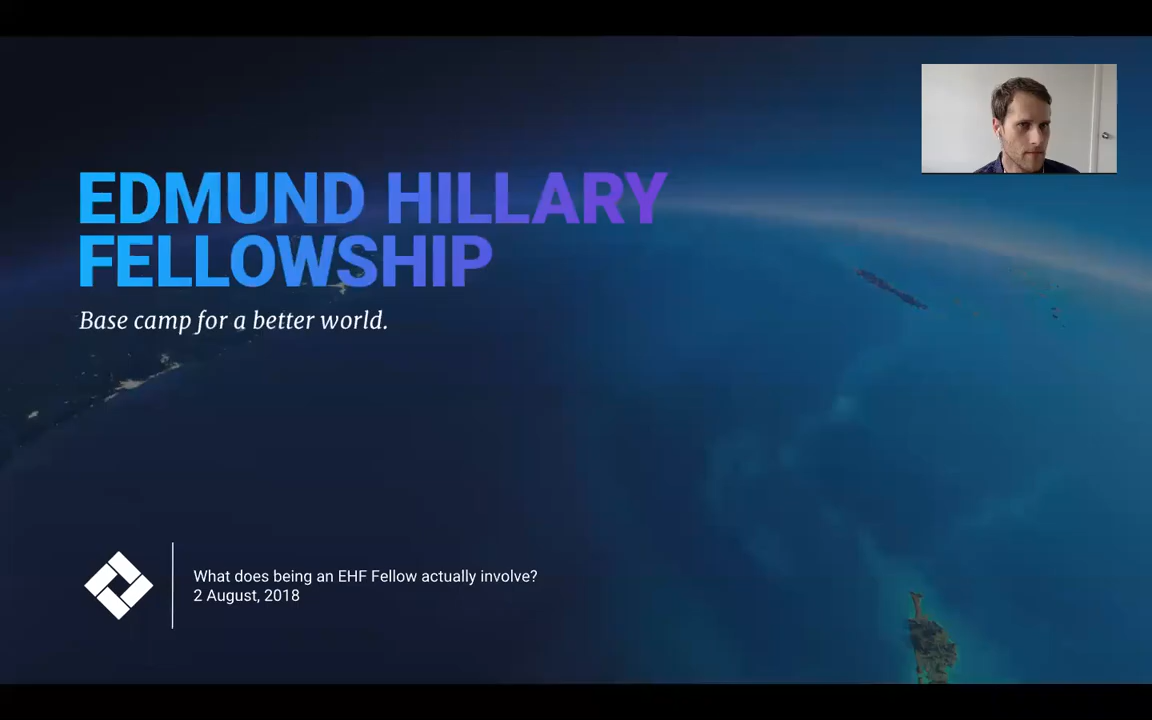 EDMUND HILLARY
FELLOWSHIP
Base camp for a better world.
What does being an EHF Fellow actually involve?
2 August, 2018